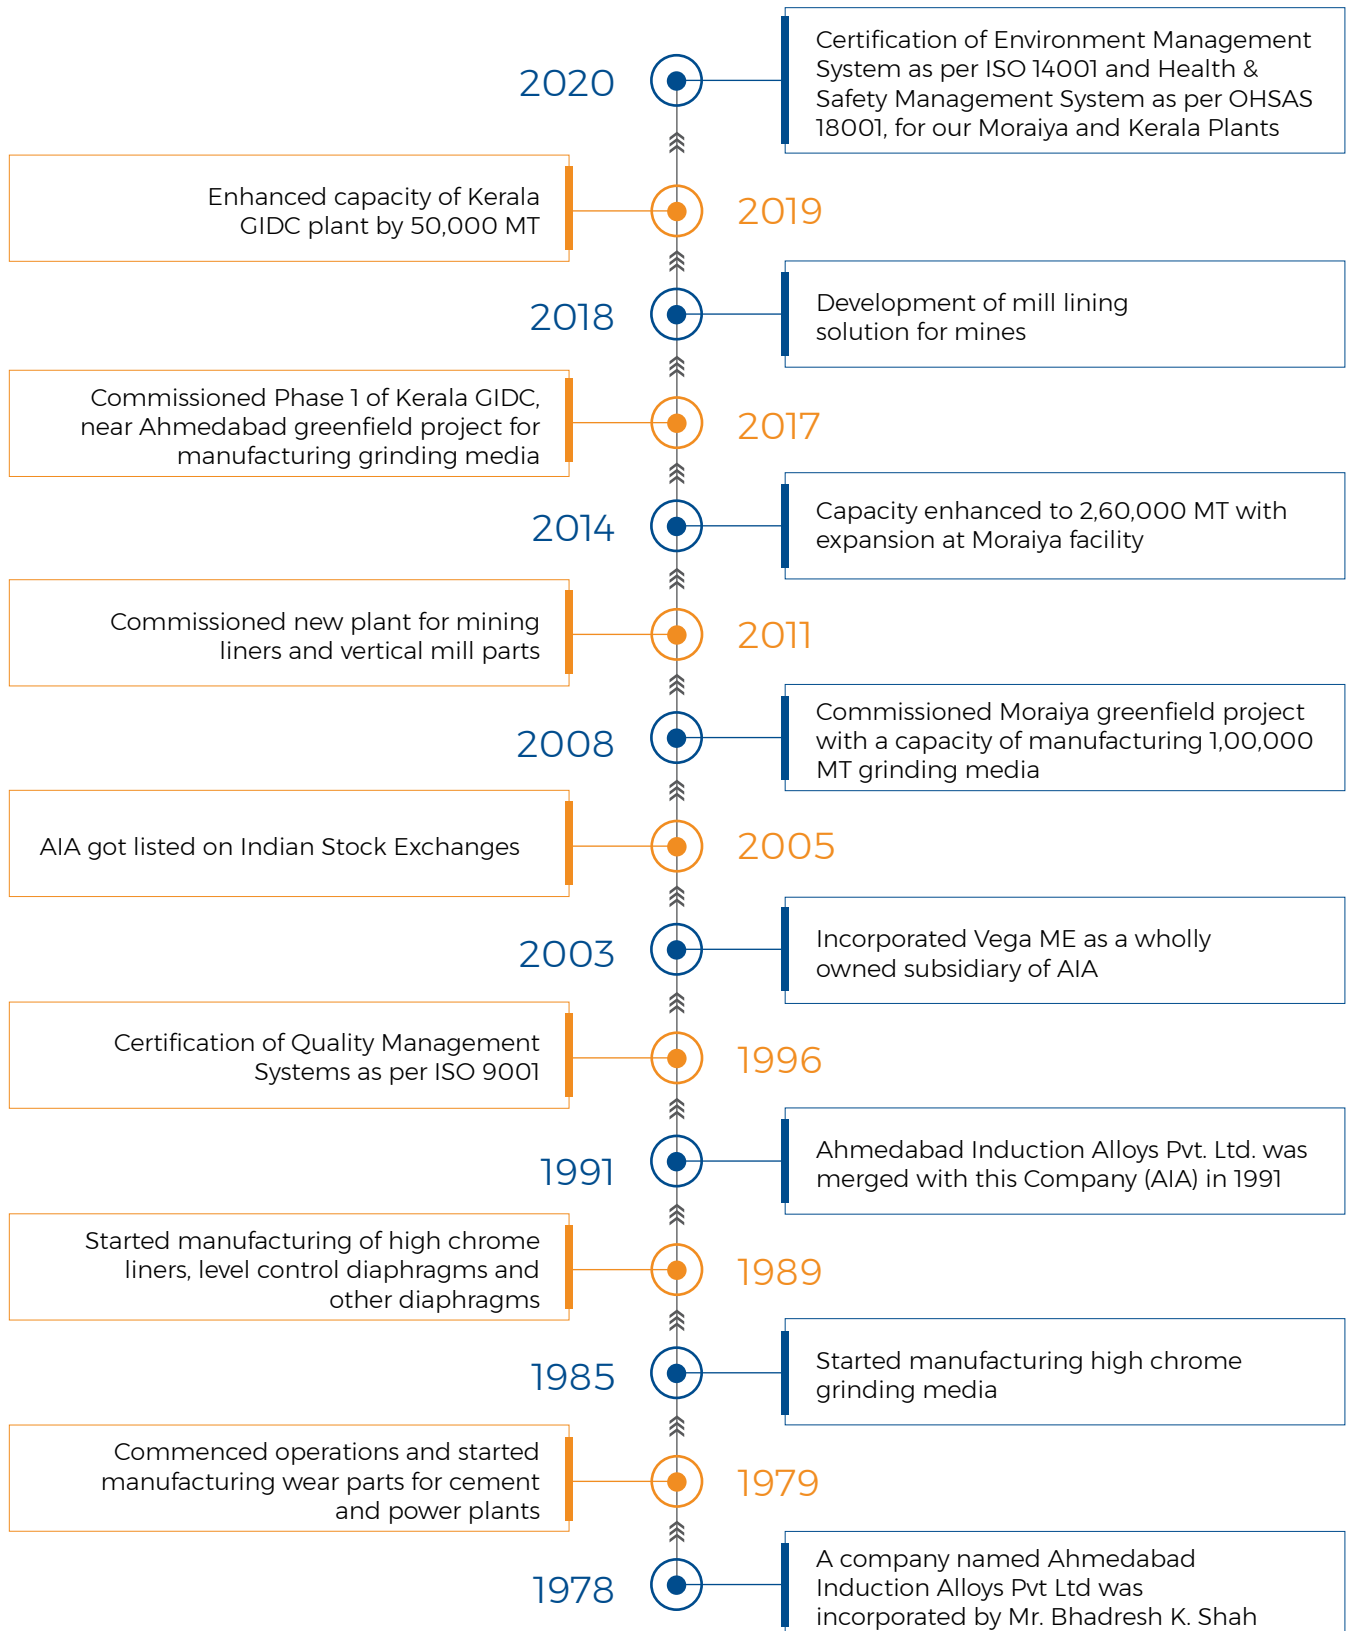 2020
Certification of Environment Management
System as per ISO 14001 and Health &
Safety Management System as per OHSAS
18001, for our Moraiya and Kerala Plants
Enhanced capacity of Kerala
GIDC plant by 50,000 MT
2019
2018
Development of mill lining
solution for mines
Commissioned Phase 1 of Kerala GIDC,
near Ahmedabad greenfield project for
manufacturing grinding media
2017
2014
Capacity enhanced to 2,60,000 MT with
expansion at Moraiya facility
Commissioned new plant for mining
liners and vertical mill parts
2011
2008
Commissioned Moraiya greenfield project
with a capacity of manufacturing 1,00,000
MT grinding media
AIA got listed on Indian Stock Exchanges
2005
2003
Incorporated Vega ME as a wholly
owned subsidiary of AIA
Certification of Quality Management
Systems as per ISO 9001
1996
1991
Ahmedabad Induction Alloys Pvt. Ltd. was
merged with this Company (AIA) in 1991
Started manufacturing of high chrome
liners, level control diaphragms and
other diaphragms
1989
1985
Started manufacturing high chrome
grinding media
Commenced operations and started
manufacturing wear parts for cement
and power plants
1979
1978
A company named Ahmedabad
Induction Alloys Pvt Ltd was
incorporated by Mr. Bhadresh K. Shah